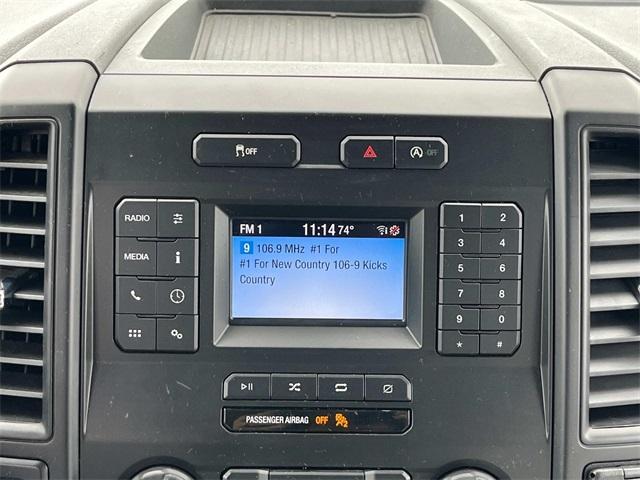 OFF
A OFF
FM 1 11:14 74°
9 106.9 MHz #1 For
#1 For New Country 106-9 Kicks
Country
RADIO
MEDIA i
1 2
3 4
5 6
7 8
9 0
* #
PASSENGER AIRBAG OFF 2